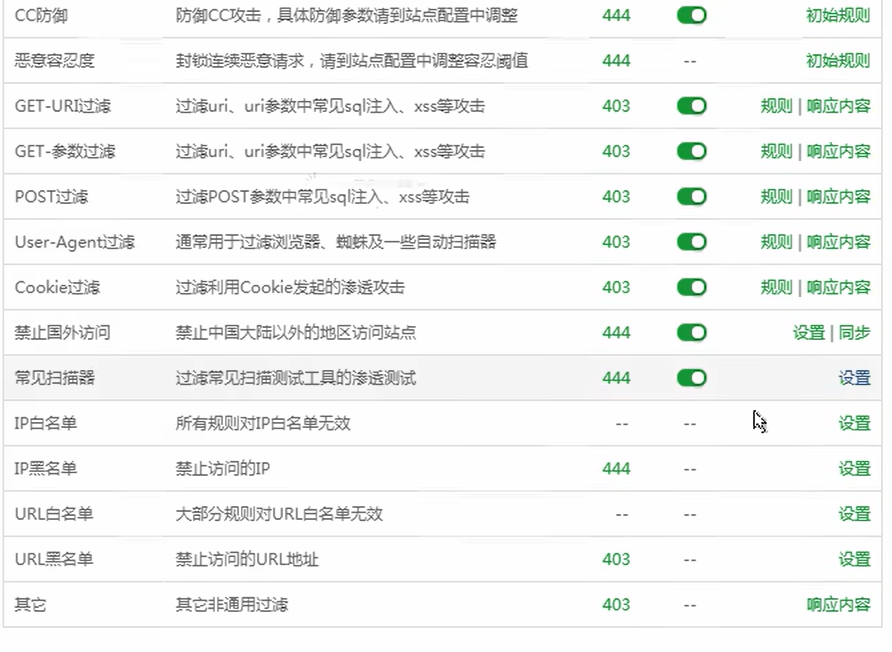 CC防御 防御CC攻击，具体防御参数请到站点配置中调整 444 初始规则
恶意容忍度 封锁连续恶意请求，请到站点配置中调整容忍阈值 444 -- 初始规则
GET-URI过滤 过滤uri、uri参数中常见sql注入、xss等攻击 403 规则 | 响应内容
GET-参数过滤 过滤uri、uri参数中常见sql注入、xss等攻击 403 规则 | 响应内容
POST过滤 过滤POST参数中常见sql注入、xss等攻击 403 规则 | 响应内容
User-Agent过滤 通常用于过滤浏览器、蜘蛛及一些自动扫描器 403 规则 | 响应内容
Cookie过滤 过滤利用Cookie发起的渗透攻击 403 规则 | 响应内容
禁止国外访问 禁止中国大陆以外的地区访问站点 444 设置 | 同步
常见扫描器 过滤常见扫描测试工具的渗透测试 444 设置
IP白名单 所有规则对IP白名单无效 -- -- 设置
IP黑名单 禁止访问的IP 444 -- 设置
URL白名单 大部分规则对URL白名单无效 -- -- 设置
URL黑名单 禁止访问的URL地址 403 -- 设置
其它 其它非通用过滤 403 -- 响应内容